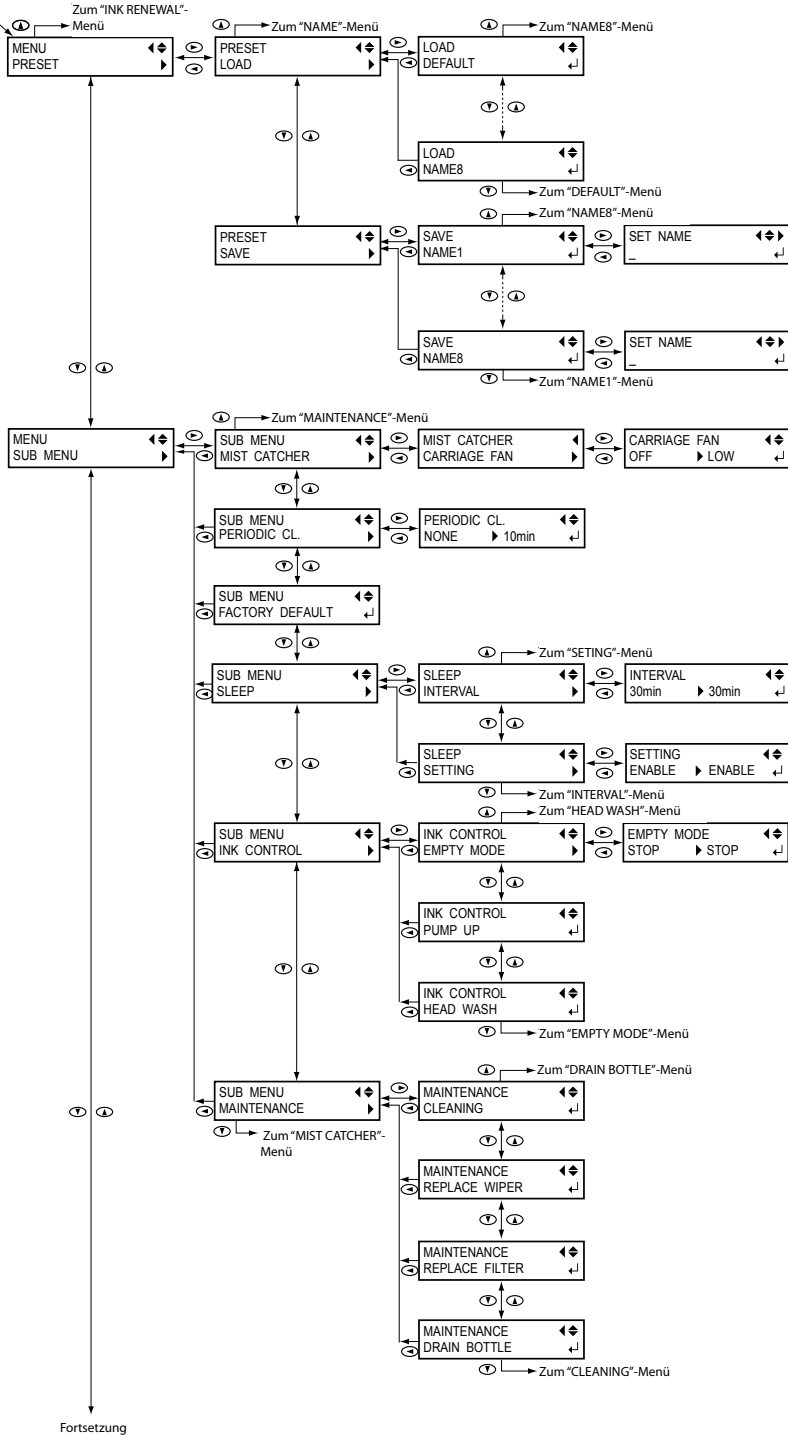 Zum "INK RENEWAL"-
Menü
MENU
PRESET
Zum "NAME"-Menü
PRESET
LOAD
Zum "NAME8"-Menü
LOAD
DEFAULT
LOAD
NAME8
Zum "DEFAULT"-Menü
Zum "NAME8"-Menü
PRESET
SAVE
SAVE
NAME1
SET NAME
_
SAVE
NAME8
SET NAME
_
Zum "NAME1"-Menü
Zum "MAINTENANCE"-Menü
MENU
SUB MENU
SUB MENU
MIST CATCHER
MIST CATCHER
CARRIAGE FAN
CARRIAGE FAN
OFF LOW
SUB MENU
PERIODIC CL.
PERIODIC CL.
NONE 10min
SUB MENU
FACTORY DEFAULT
Zum "SETING"-Menü
SUB MENU
SLEEP
SLEEP
INTERVAL
INTERVAL
30min 30min
SLEEP
SETTING
SETTING
ENABLE ENABLE
Zum "INTERVAL"-Menü
Zum "HEAD WASH"-Menü
SUB MENU
INK CONTROL
INK CONTROL
EMPTY MODE
EMPTY MODE
STOP STOP
INK CONTROL
PUMP UP
INK CONTROL
HEAD WASH
Zum "EMPTY MODE"-Menü
Zum "DRAIN BOTTLE"-Menü
SUB MENU
MAINTENANCE
Zum "MIST CATCHER"-
Menü
MAINTENANCE
CLEANING
MAINTENANCE
REPLACE WIPER
MAINTENANCE
REPLACE FILTER
MAINTENANCE
DRAIN BOTTLE
Zum "CLEANING"-Menü
Fortsetzung